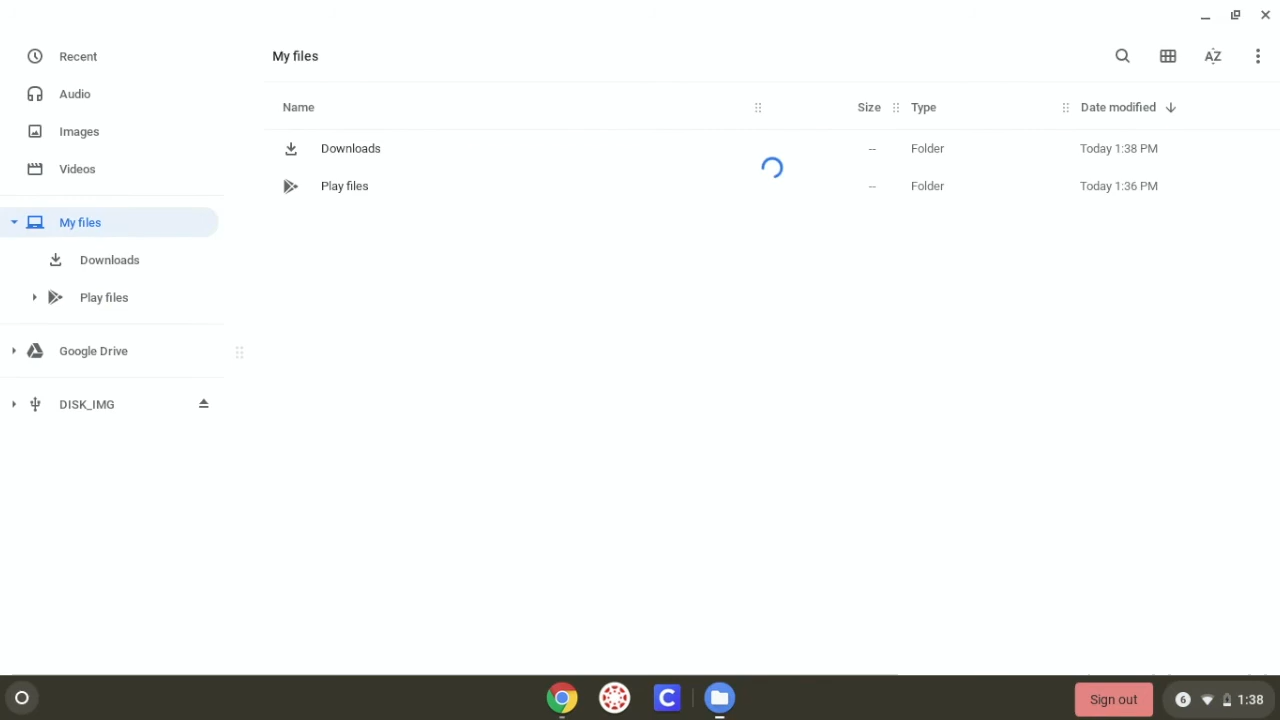 Recent
Audio
Images
Videos
My files
Downloads
Play files
Google Drive
DISK_IMG
My files
AZ
Name Size Type Date modified
Downloads -- Folder Today 1:38 PM
Play files -- Folder Today 1:36 PM
C
Sign out 6 1:38